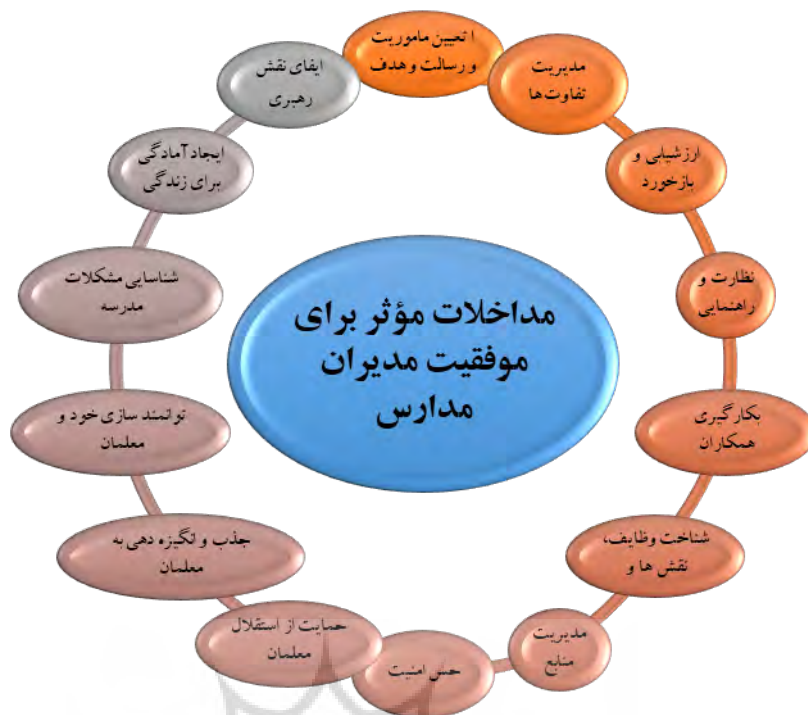 ا تعیین ماموریت
و رسالت و هدف
مدیریت
تفاوت‌ها
ارزشیابی و
بازخورد
نظارت و
راهنمایی
بکارگیری
همکاران
شناخت وظایف،
نقش ها و
مدیریت
منابع
حس امنیت
حمایت از استقلال
معلمان
جذب و انگیزه دهی به
معلمان
توانمند سازی خود و
معلمان
شناسایی مشکلات
مدرسه
ایجاد آمادگی
برای زندگی
ایفای نقش
رهبری
مداخلات مؤثر برای
موفقیت مدیران
مدارس